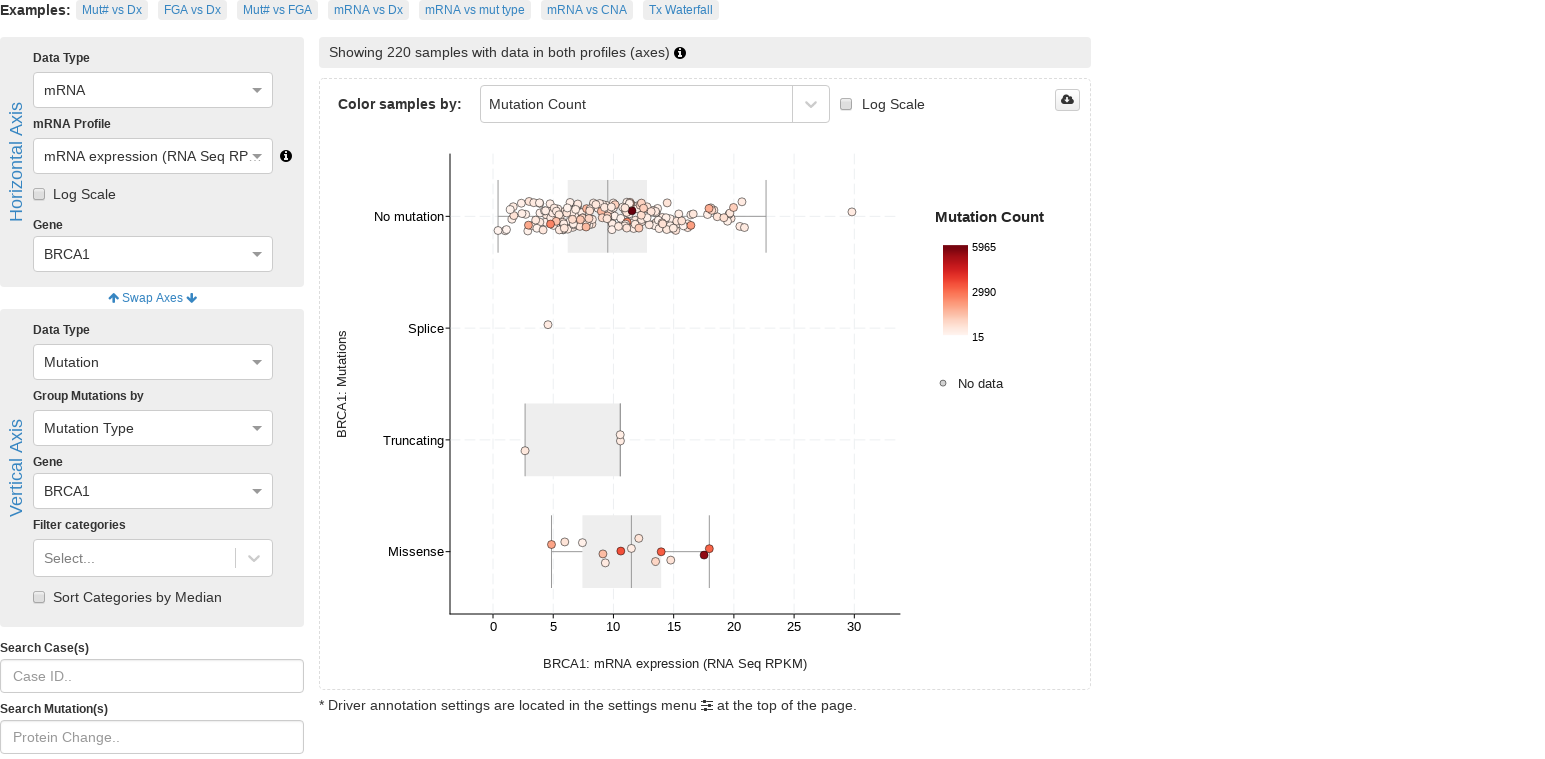 Examples: Mut# vs Dx FGA vs Dx Mut# vs FGA mRNA vs Dx mRNA vs mut type mRNA vs CNA Tx Waterfall
Horizontal Axis
Data Type
mRNA
mRNA Profile
mRNA expression (RNA Seq RP...
Log Scale
Gene
BRCA1
Swap Axes
Vertical Axis
Data Type
Mutation
Group Mutations by
Mutation Type
Gene
BRCA1
Filter categories
Select...
Sort Categories by Median
Search Case(s)
Case ID..
Search Mutation(s)
Protein Change..
Showing 220 samples with data in both profiles (axes)
Color samples by: Mutation Count Log Scale
BRCA1: Mutations
No mutation
Splice
Truncating
Missense
0 5 10 15 20 25 30
BRCA1: mRNA expression (RNA Seq RPKM)
Mutation Count
5965
2990
15
No data
* Driver annotation settings are located in the settings menu at the top of the page.